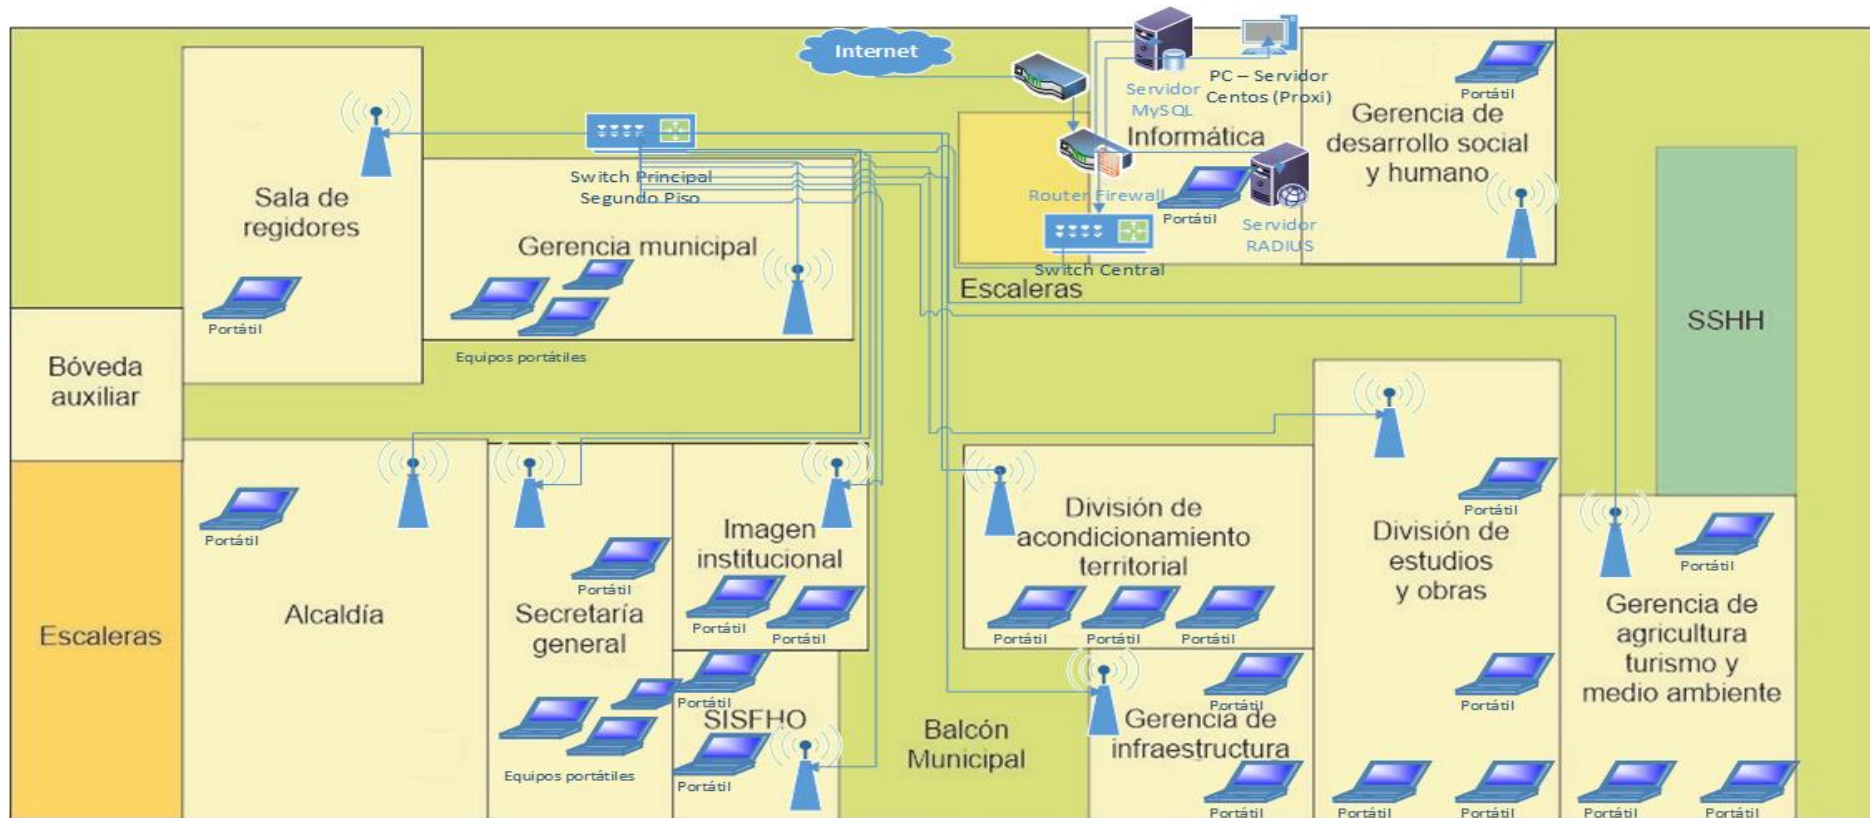 Internet
Servidor
MySQL
PC – Servidor
Centos (Proxi)
Portátil
Gerencia de
desarrollo social
y humano
Informática
Router Firewall
Portátil
Servidor
RADIUS
Switch Central
Escaleras
Switch Principal
Segundo Piso
Sala de
regidores
Portátil
Gerencia municipal
Equipos portátiles
SSHH
Bóveda
auxiliar
Escaleras
Portátil
Alcaldía
Portátil
Secretaría
general
Equipos portátiles
Imagen
institucional
Portátil
Portátil
Portátil
SISFHO
Portátil
Balcón
Municipal
División de
acondicionamiento
territorial
Portátil
Portátil
Portátil
Portátil
Gerencia de
infraestructura
Portátil
Portátil
División de
estudios
y obras
Portátil
Portátil
Portátil
Portátil
Gerencia de
agricultura
turismo y
medio ambiente
Portátil
Portátil